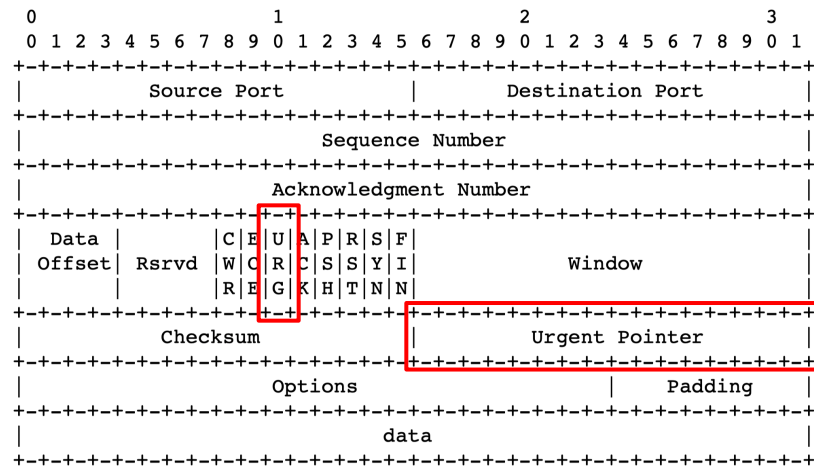 0                   1                   2                   3
 0 1 2 3 4 5 6 7 8 9 0 1 2 3 4 5 6 7 8 9 0 1 2 3 4 5 6 7 8 9 0 1
+-+-+-+-+-+-+-+-+-+-+-+-+-+-+-+-+-+-+-+-+-+-+-+-+-+-+-+-+-+-+-+-+
|          Source Port          |       Destination Port        |
+-+-+-+-+-+-+-+-+-+-+-+-+-+-+-+-+-+-+-+-+-+-+-+-+-+-+-+-+-+-+-+-+
|                        Sequence Number                        |
+-+-+-+-+-+-+-+-+-+-+-+-+-+-+-+-+-+-+-+-+-+-+-+-+-+-+-+-+-+-+-+-+
|                    Acknowledgment Number                      |
+-+-+-+-+-+-+-+-+-+-+-+-+-+-+-+-+-+-+-+-+-+-+-+-+-+-+-+-+-+-+-+-+
|  Data |       |C|E|U|A|P|R|S|F|                               |
| Offset| Rsrvd |W|C|R|C|S|S|Y|I|            Window             |
|       |       |R|E|G|K|H|T|N|N|                               |
+-+-+-+-+-+-+-+-+-+-+-+-+-+-+-+-+-+-+-+-+-+-+-+-+-+-+-+-+-+-+-+-+
|           Checksum            |         Urgent Pointer        |
+-+-+-+-+-+-+-+-+-+-+-+-+-+-+-+-+-+-+-+-+-+-+-+-+-+-+-+-+-+-+-+-+
|                    Options                    |    Padding    |
+-+-+-+-+-+-+-+-+-+-+-+-+-+-+-+-+-+-+-+-+-+-+-+-+-+-+-+-+-+-+-+-+
|                             data                              |
+-+-+-+-+-+-+-+-+-+-+-+-+-+-+-+-+-+-+-+-+-+-+-+-+-+-+-+-+-+-+-+-+